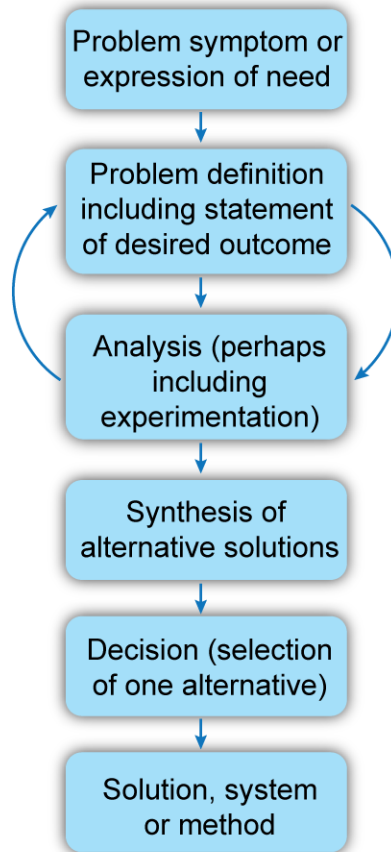 Problem symptom or
expression of need
Problem definition
including statement
of desired outcome
Analysis (perhaps
including
experimentation)
Synthesis of
alternative solutions
Decision (selection
of one alternative)
Solution, system
or method